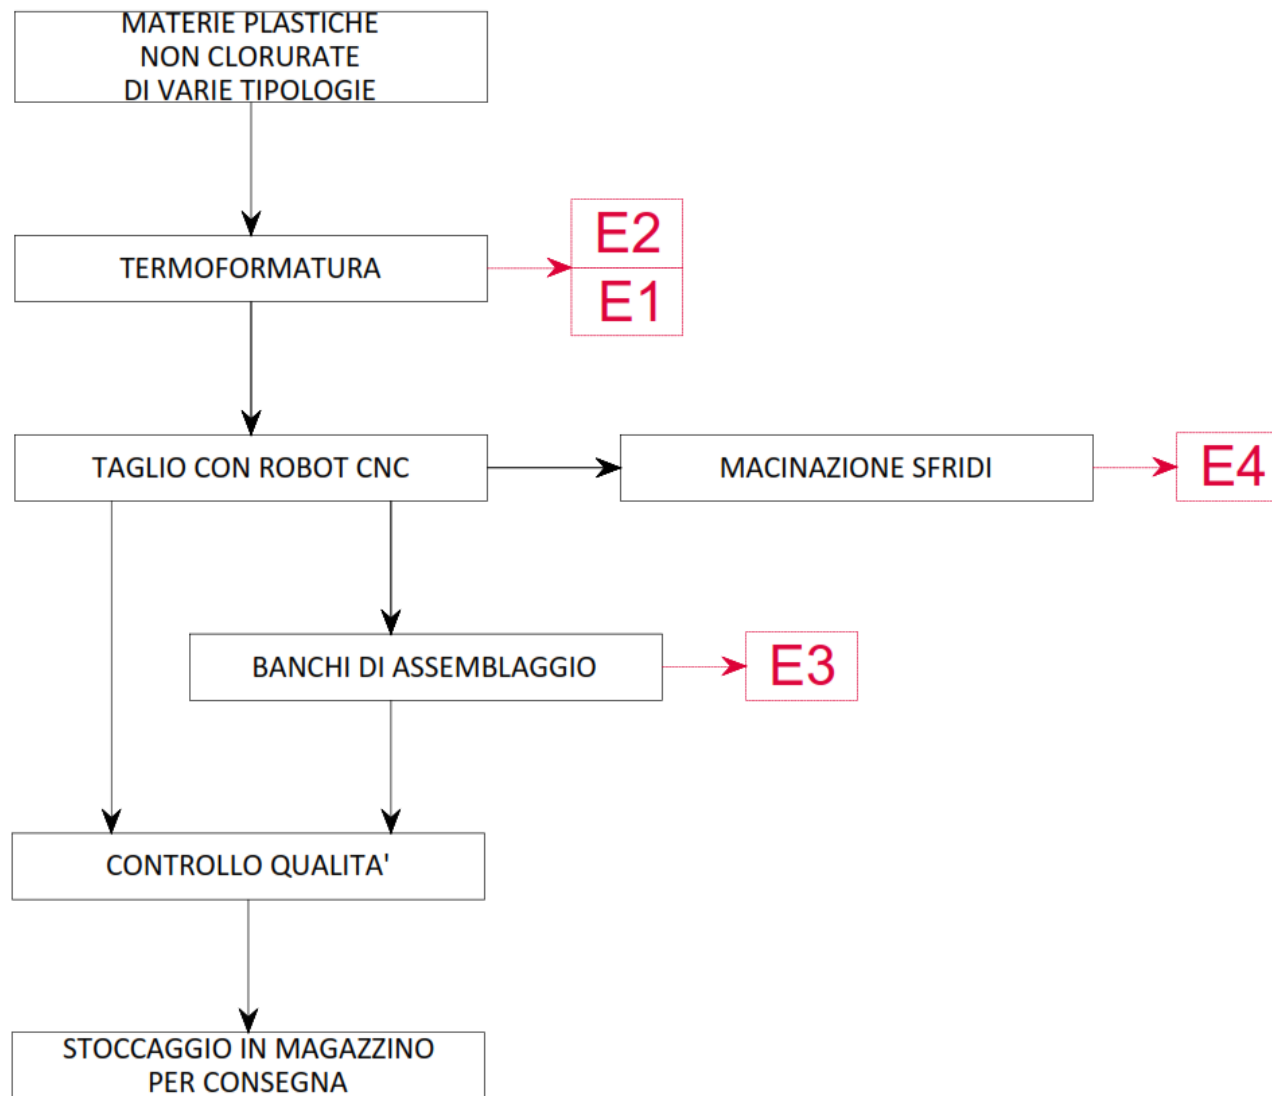 MATERIE PLASTICHE
NON CLORURATE
DI VARIE TIPOLOGIE
E2
TERMOFORMATURA
E1
TAGLIO CON ROBOT CNC
MACINAZIONE SFRIDI
E4
BANCHI DI ASSEMBLAGGIO
E3
CONTROLLO QUALITA'
STOCCAGGIO IN MAGAZZINO
PER CONSEGNA